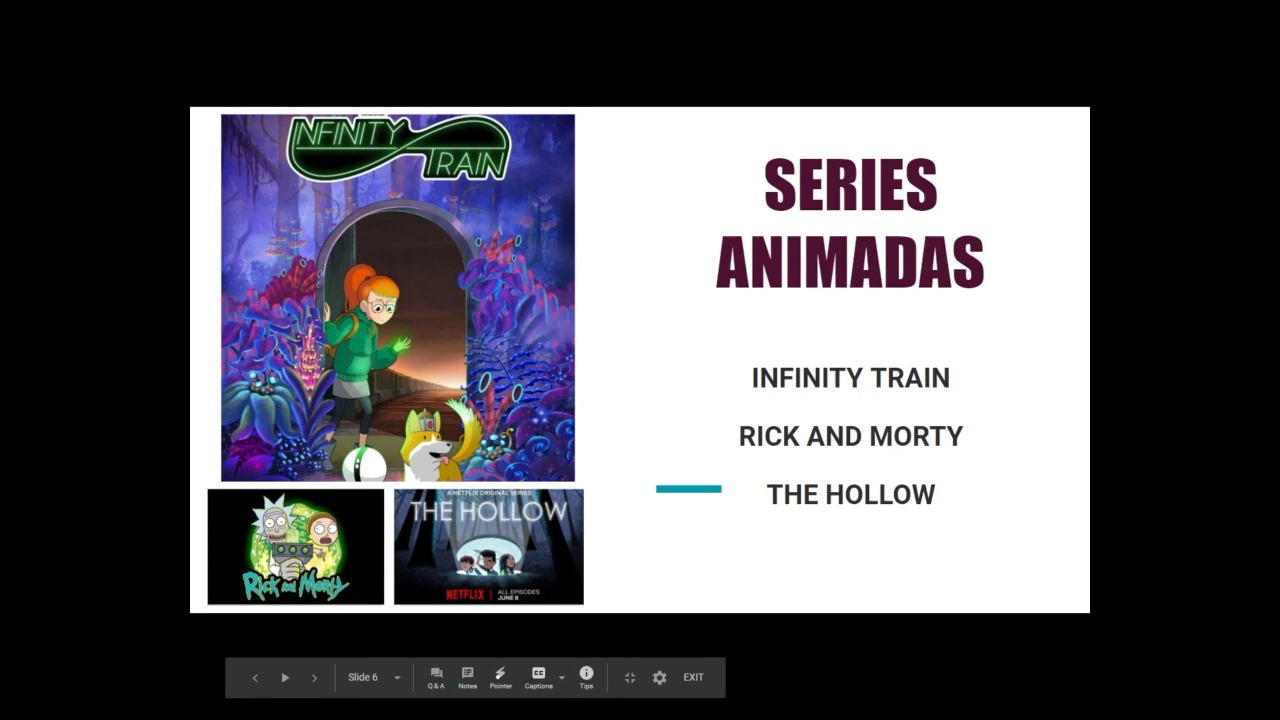 INFINITY
TRAIN
SERIES
ANIMADAS
INFINITY TRAIN
RICK AND MORTY
THE HOLLOW
RICK AND MORTY
A NETFLIX ORIGINAL SERIES
THE HOLLOW
NETFLIX | ALL EPISODES
JUNE 8
Slide 6
Q & A
Notes
Pointer
CC
Captions
Tips
EXIT